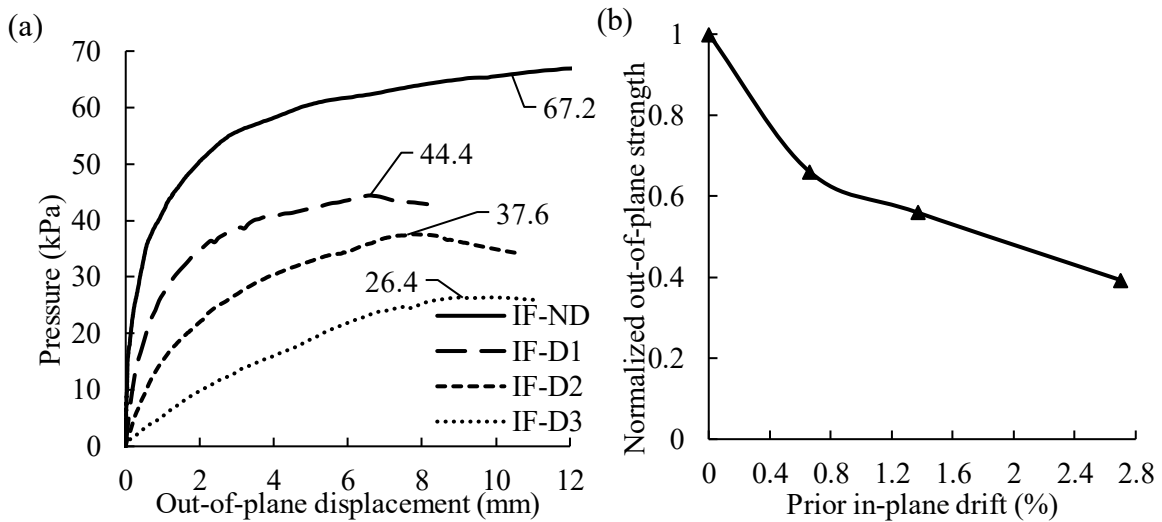 (a)
Pressure (kPa)
70
60
50
40
30
20
10
0
67.2
44.4
37.6
26.4
IF-ND
IF-D1
IF-D2
IF-D3
0 2 4 6 8 10 12
Out-of-plane displacement (mm)
(b)
Normalized out-of-plane strength
1
0.8
0.6
0.4
0.2
0
0 0.4 0.8 1.2 1.6 2 2.4 2.8
Prior in-plane drift (%)